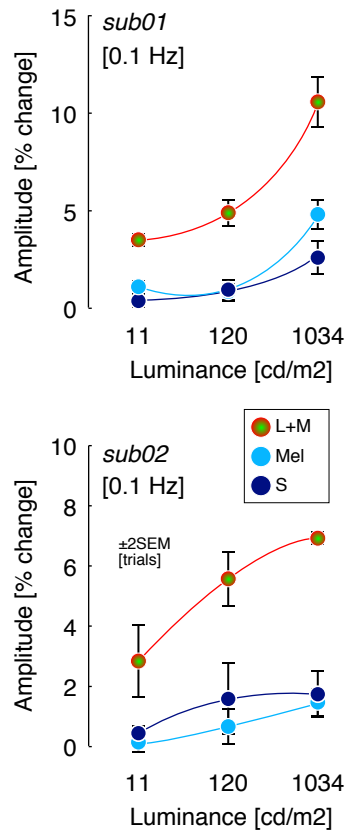 sub01
[0.1 Hz]
Amplitude [% change]
15
10
5
0
11 120 1034
Luminance [cd/m2]
L+M
Mel
S
sub02
[0.1 Hz]
±2SEM
[trials]
Amplitude [% change]
10
8
6
4
2
0
11 120 1034
Luminance [cd/m2]